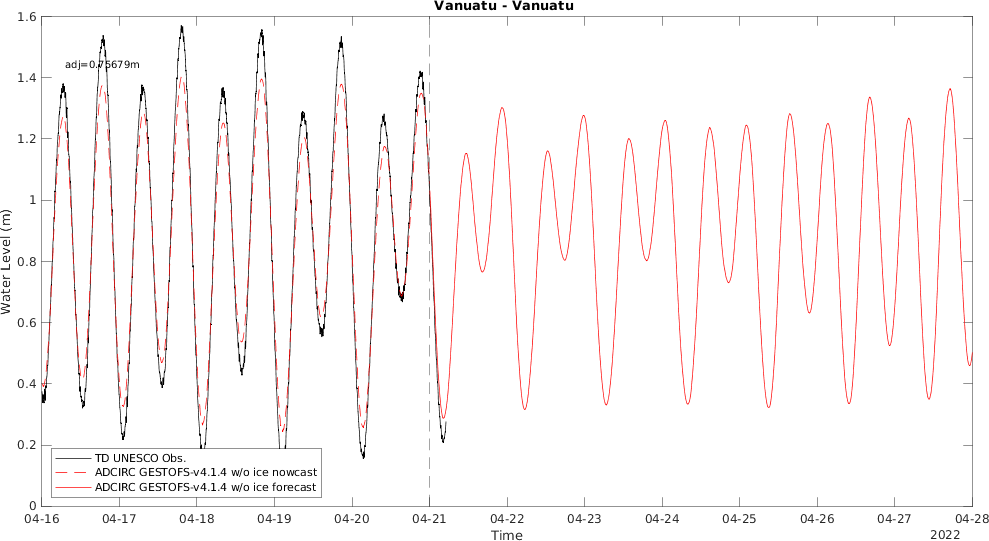 Vanuatu - Vanuatu
1.6
1.4
1.2
1
0.8
0.6
0.4
0.2
0
Water Level (m)
adj=0.75679m
TD UNESCO Obs.
ADCIRC GESTOFS-v4.1.4 w/o ice nowcast
ADCIRC GESTOFS-v4.1.4 w/o ice forecast
04-16 04-17 04-18 04-19 04-20 04-21 04-22 04-23 04-24 04-25 04-26 04-27 04-28
Time
2022